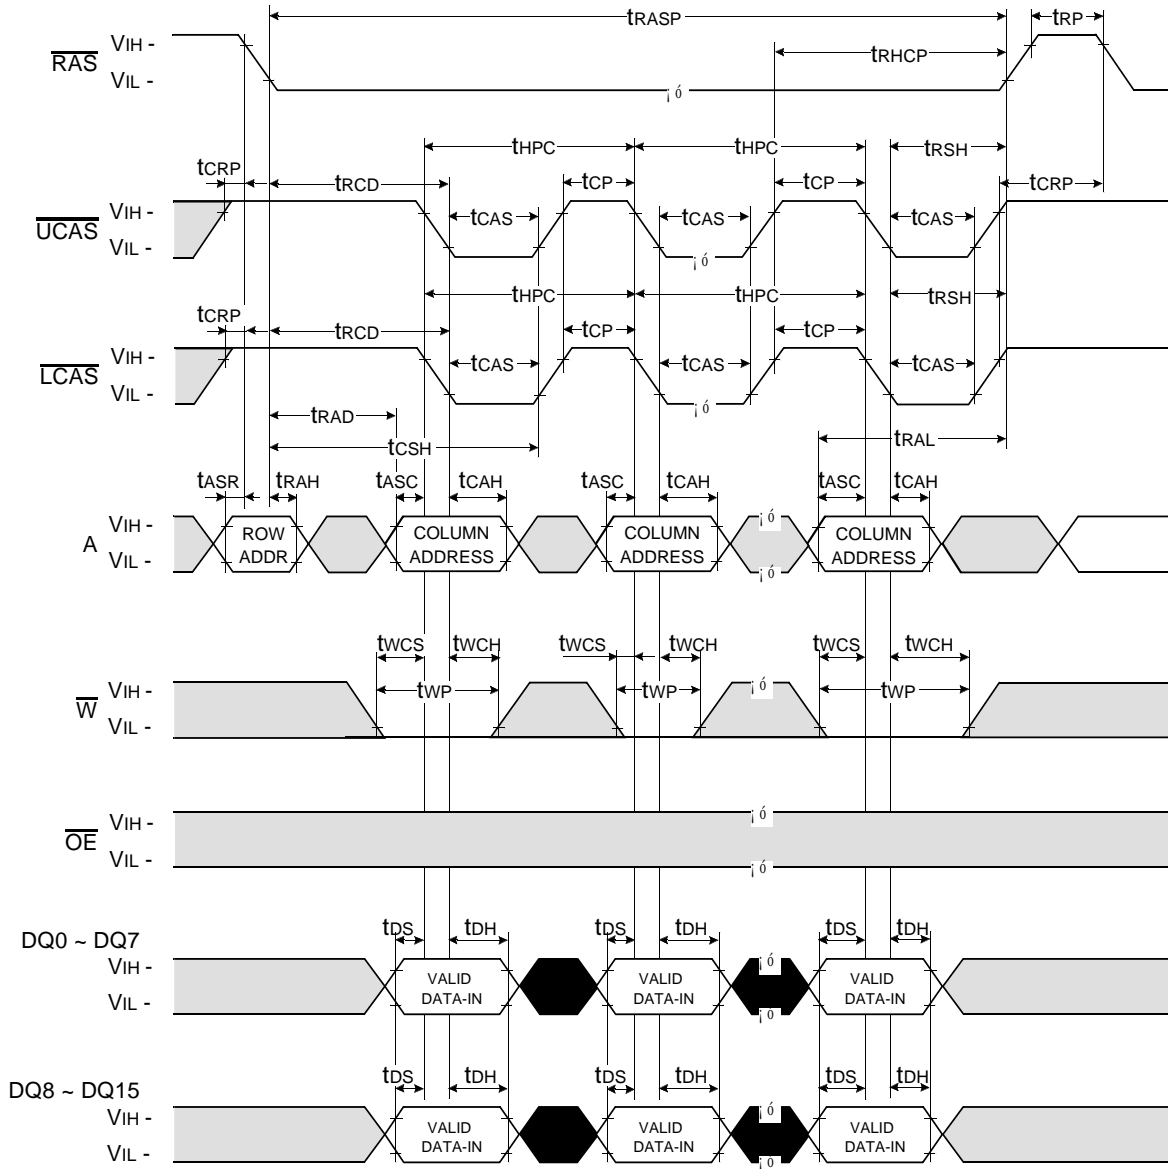 tRASP tRP
RAS VIH - tRHCP
VIL -
¡ ó
tHPC tHPC tRSH
tCRP tRCD tCP tCP tCRP
UCAS VIH - tCAS tCAS tCAS
VIL -
¡ ó
tHPC tHPC tRSH
tCRP tRCD tCP tCP
LCAS VIH - tCAS tCAS tCAS
VIL -
¡ ó
tRAD
tCSH tRAL
tASR tRAH tASC tCAH tASC tCAH tASC tCAH
A VIH - ROW COLUMN COLUMN ¡ ó COLUMN
VIL - ADDR ADDRESS ADDRESS ¡ ó ADDRESS
tWCS tWCH tWCS tWCH tWCS tWCH
W VIH - tWP tWP ¡ ó tWP
VIL -
OE VIH - ¡ ó
VIL - ¡ ó
DQ0 ~ DQ7 tDS tDH tDS tDH tDS tDH
VIH - VALID VALID ¡ ó VALID
VIL - DATA-IN DATA-IN ¡ ó DATA-IN
DQ8 ~ DQ15 tDS tDH tDS tDH tDS tDH
VIH - VALID VALID ¡ ó VALID
VIL - DATA-IN DATA-IN ¡ ó DATA-IN